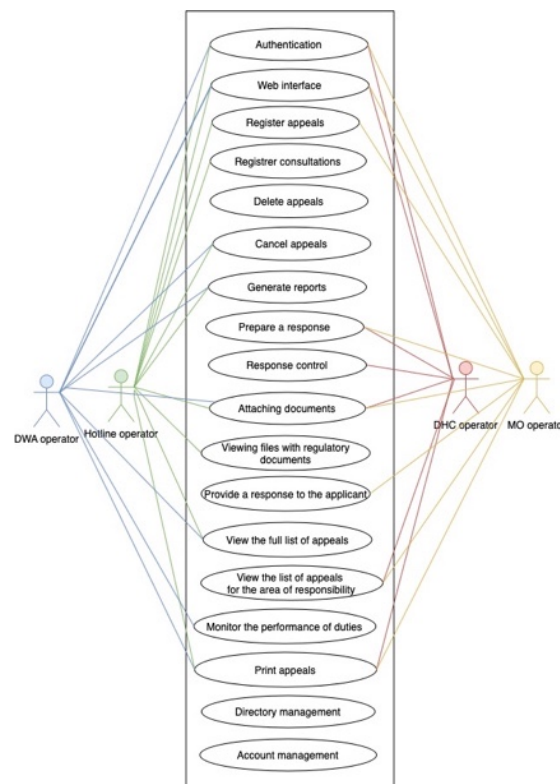 Authentication
Web interface
Register appeals
Registrer consultations
Delete appeals
Cancel appeals
Generate reports
Prepare a response
Response control
Attaching documents
Viewing files with regulatory
documents
Provide a response to the applicant
View the full list of appeals
View the list of appeals
for the area of responsibility
Monitor the performance of duties
Print appeals
Directory management
Account management
DWA operator
Hotline operator
DHC operator
MO operator